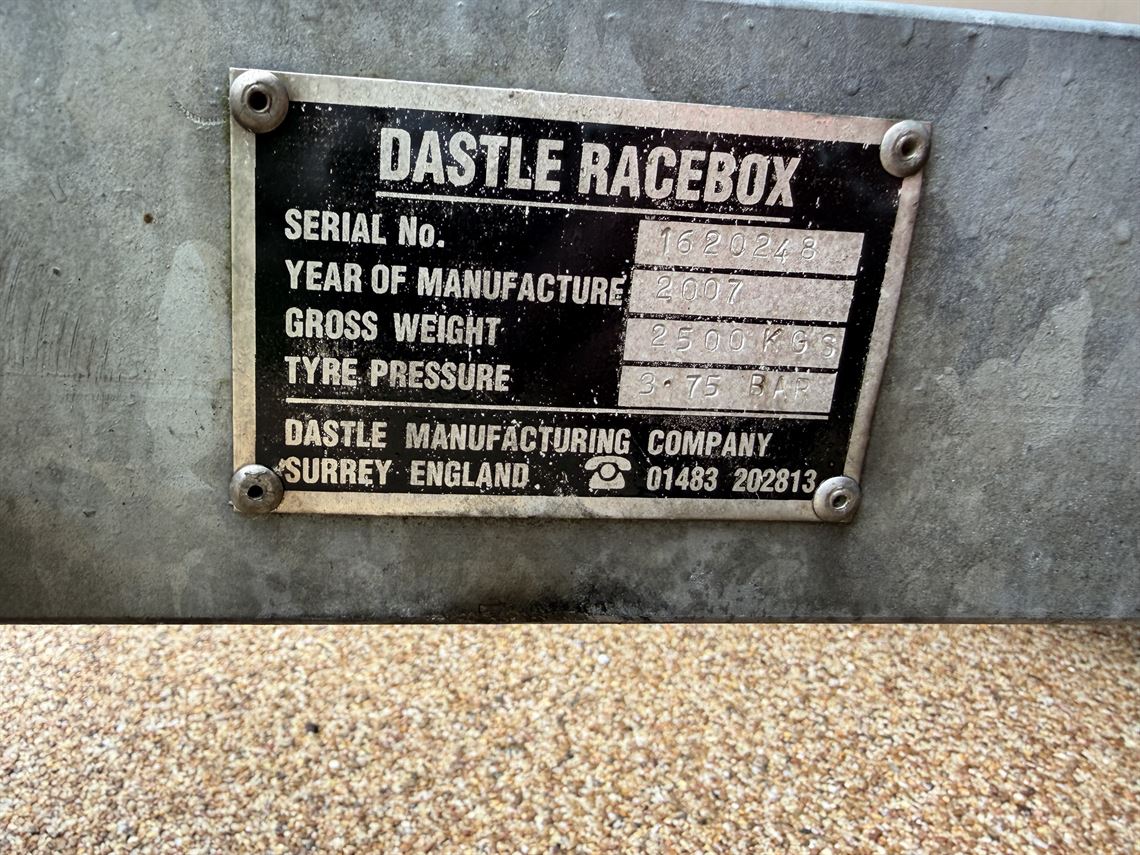 DASTLE RACEBOX
SERIAL No. 1620248
YEAR OF MANUFACTURE 2007
GROSS WEIGHT 2500 KGS
TYRE PRESSURE 3·75 BAR
DASTLE MANUFACTURING COMPANY
SURREY ENGLAND. 01483 202813